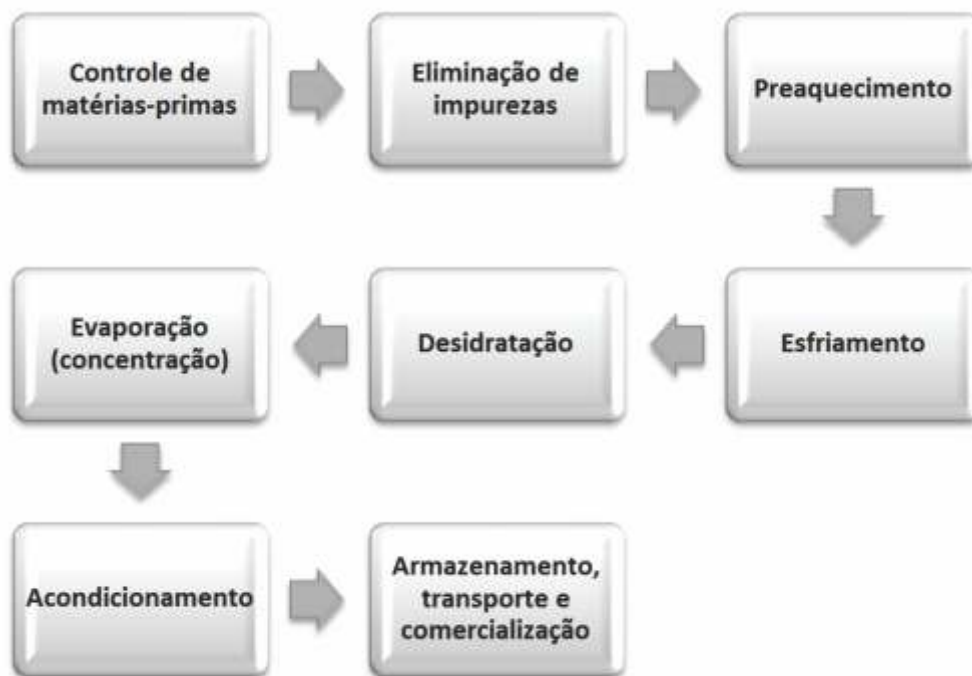 Controle de
matérias-primas
Eliminação de
impurezas
Preaquecimento
Esfriamento
Desidratação
Evaporação
(concentração)
Acondicionamento
Armazenamento,
transporte e
comercialização